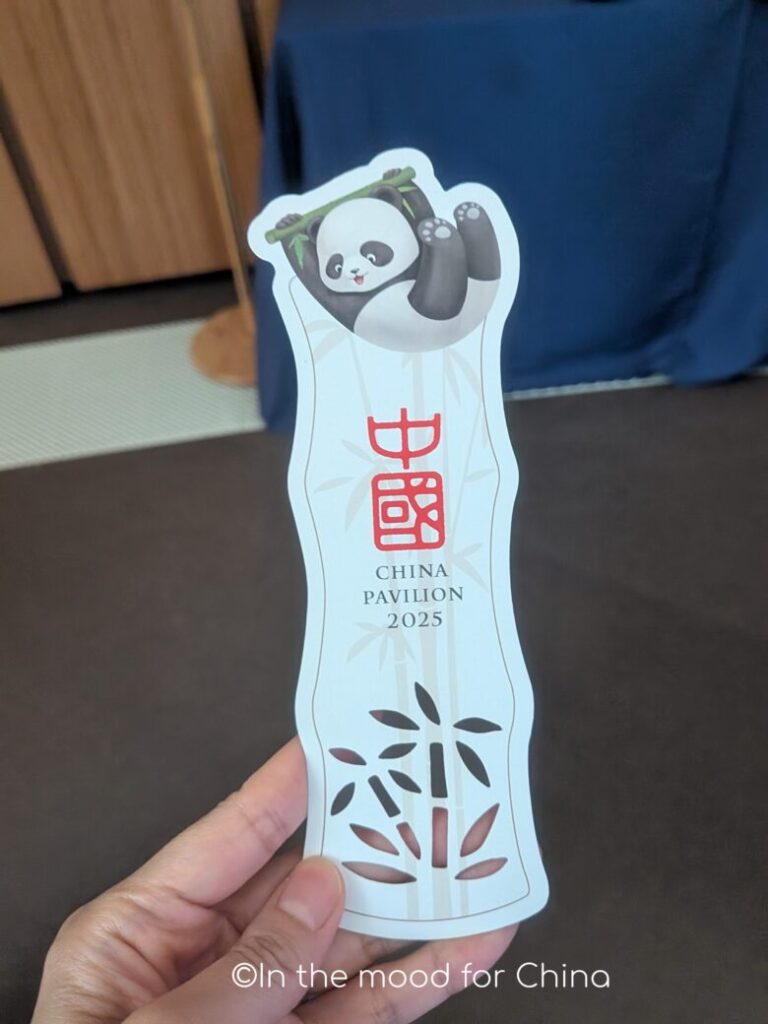 中
國
CHINA
PAVILION
2025
©In the mood for China